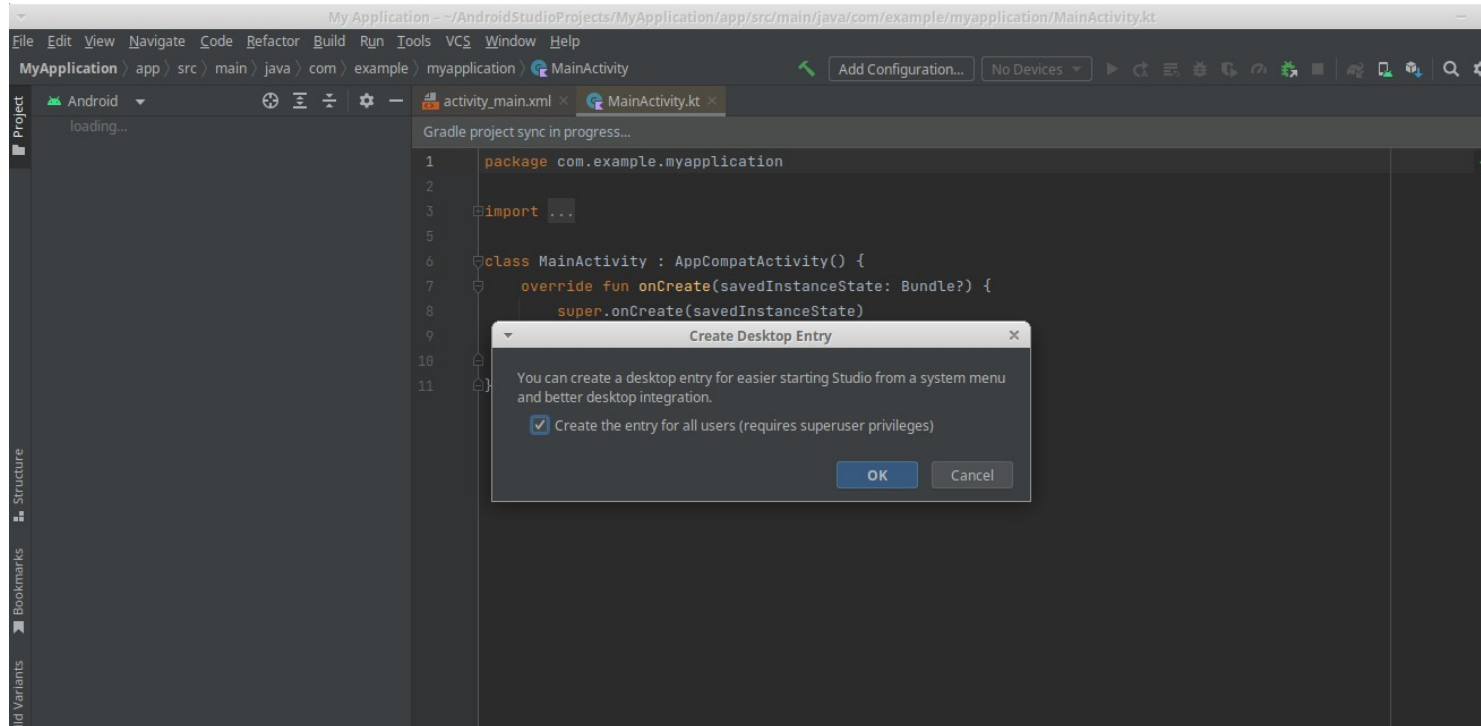 My Application – ~/AndroidStudioProjects/MyApplication/app/src/main/java/com/example/myapplication/MainActivity.kt
File Edit View Navigate Code Refactor Build Run Tools VCS Window Help
MyApplication app src main java com example myapplication MainActivity Add Configuration... No Devices
Project
Android
activity_main.xml MainActivity.kt
loading...
Gradle project sync in progress...
1 package com.example.myapplication
2
3 import ...
5
6 class MainActivity : AppCompatActivity() {
7 override fun onCreate(savedInstanceState: Bundle?) {
8 super.onCreate(savedInstanceState)
9
10
11 }
Create Desktop Entry
You can create a desktop entry for easier starting Studio from a system menu
and better desktop integration.
Create the entry for all users (requires superuser privileges)
OK Cancel
Structure
Bookmarks
Variants